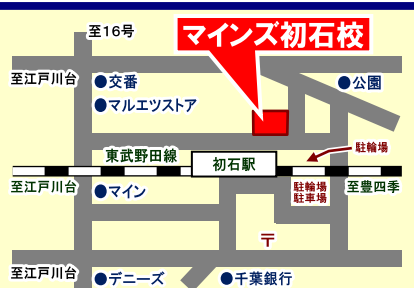 至16号
マインズ初石校
至江戸川台
交番
公園
マルエツストア
東武野田線
初石駅
駐輪場
至江戸川台
マイン
駐輪場
駐車場
至豊四季
〒
至江戸川台
デニーズ
千葉銀行